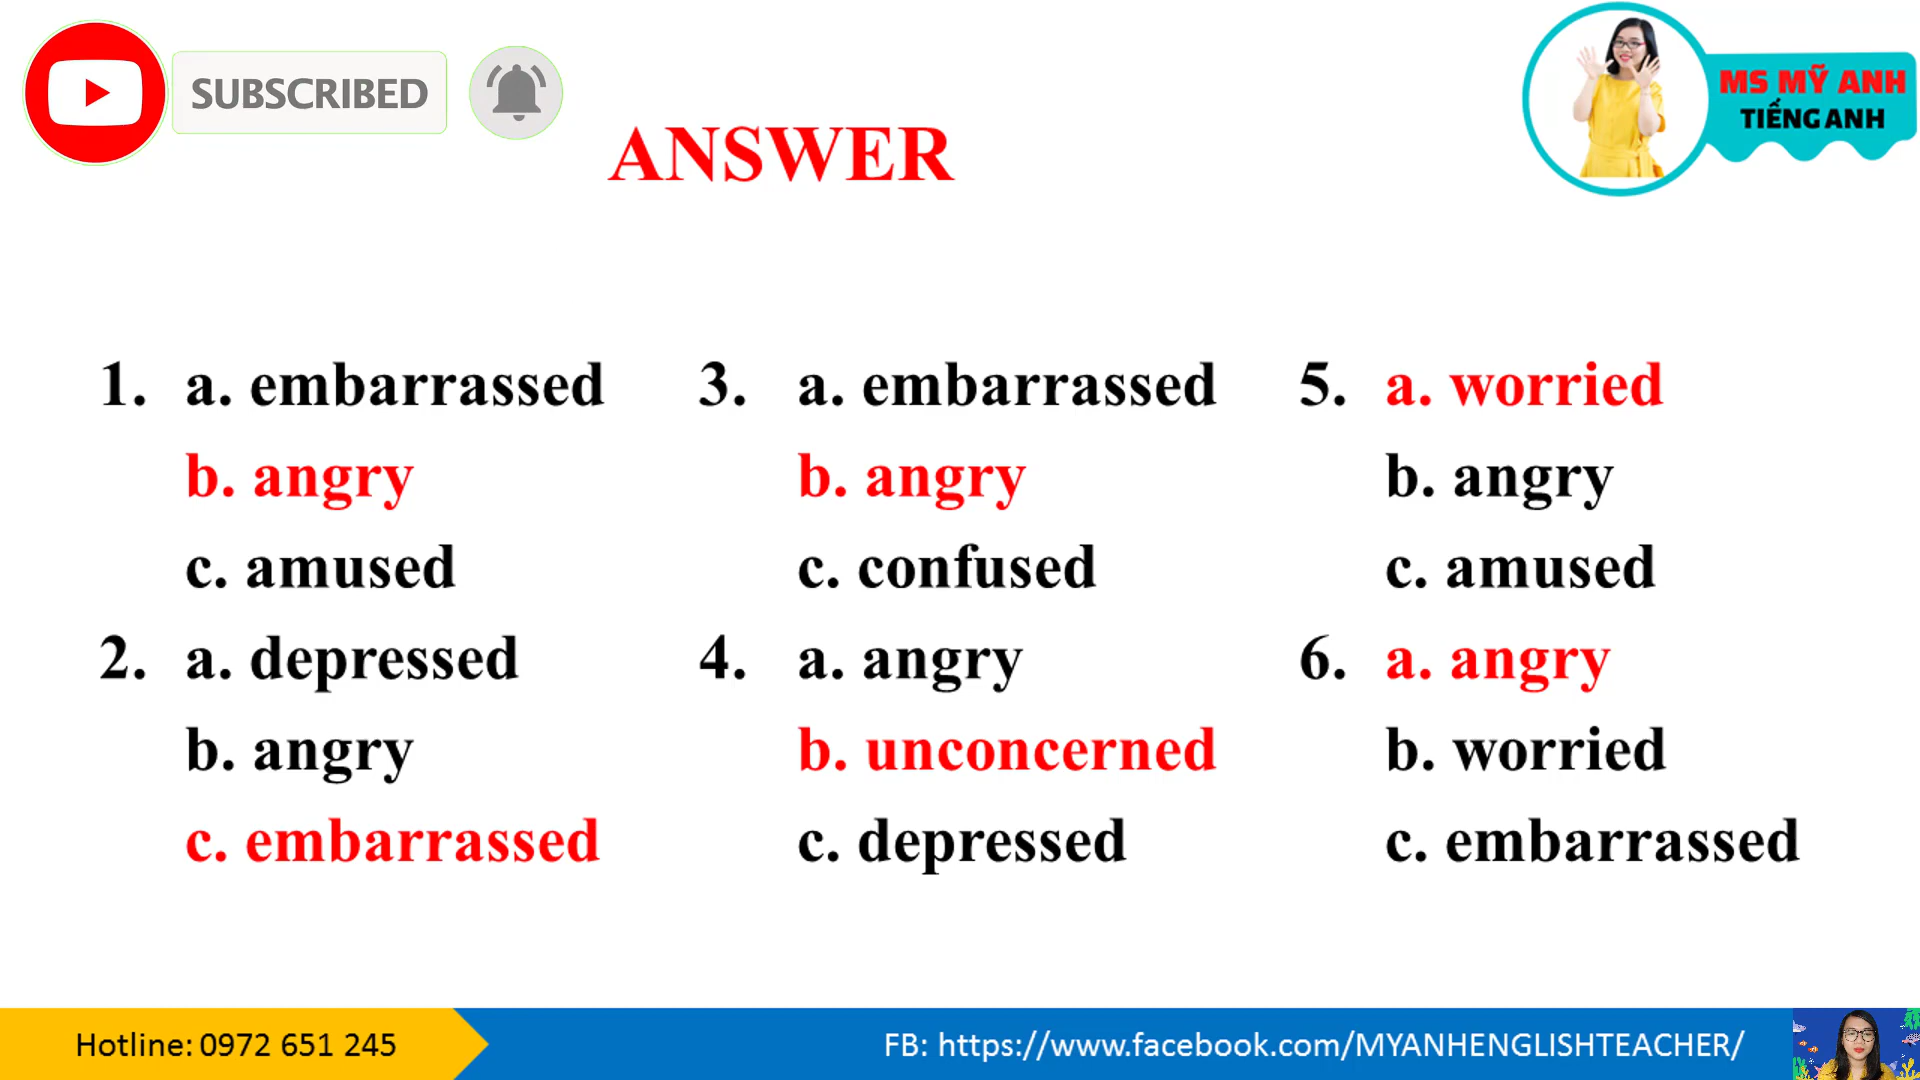 SUBSCRIBED
MS MỸ ANH
TIẾNG ANH
ANSWER
1. a. embarrassed
b. angry
c. amused
2. a. depressed
b. angry
c. embarrassed
3. a. embarrassed
b. angry
c. confused
4. a. angry
b. unconcerned
c. depressed
5. a. worried
b. angry
c. amused
6. a. angry
b. worried
c. embarrassed
Hotline: 0972 651 245
FB: https://www.facebook.com/MYANHENGLISHTEACHER/